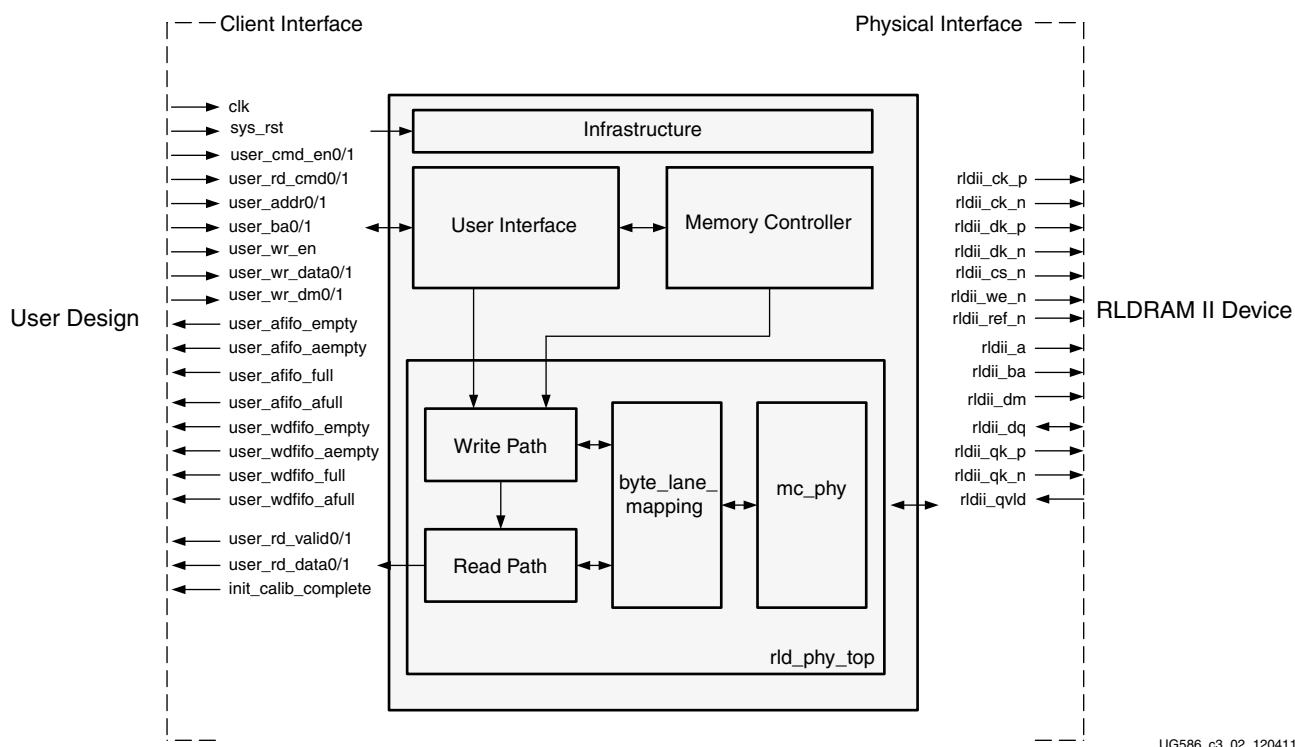 Client Interface
Physical Interface
clk
sys_rst
user_cmd_en0/1
user_rd_cmd0/1
user_addr0/1
user_ba0/1
user_wr_en
user_wr_data0/1
user_wr_dm0/1
user_afifo_empty
user_afifo_aempty
user_afifo_full
user_afifo_afull
user_wdfifo_empty
user_wdfifo_aempty
user_wdfifo_full
user_wdfifo_afull
user_rd_valid0/1
user_rd_data0/1
init_calib_complete
User Design
Infrastructure
User Interface
Memory Controller
Write Path
Read Path
byte_lane_
mapping
mc_phy
rld_phy_top
rldii_ck_p
rldii_ck_n
rldii_dk_p
rldii_dk_n
rldii_cs_n
rldii_we_n
rldii_ref_n
rldii_a
rldii_ba
rldii_dm
rldii_dq
rldii_qk_p
rldii_qk_n
rldii_qvld
RLDRAM II Device
UG586_c3_02_120411